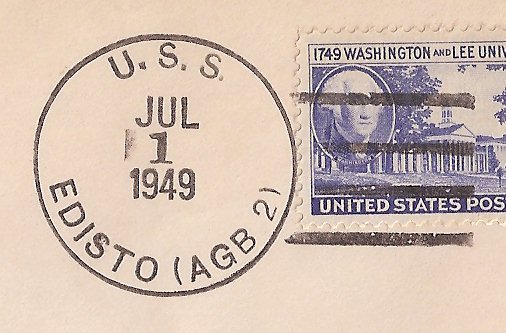 U. S. S.
JUL
1
1949
EDISTO (AGB 2)
1749 WASHINGTON AND LEE UNIV
UNITED STATES POS